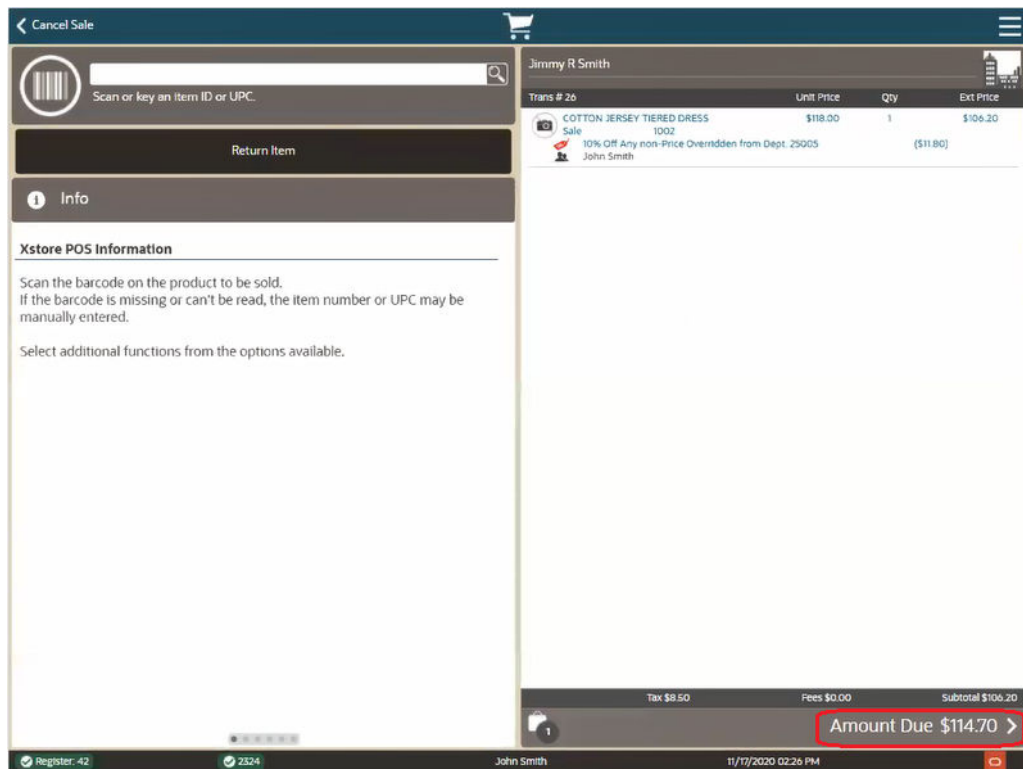 Cancel Sale
Scan or key an item ID or UPC.
Return Item
Info
Xstore POS Information
Scan the barcode on the product to be sold.
If the barcode is missing or can't be read, the item number or UPC may be
manually entered.
Select additional functions from the options available.
Jimmy R Smith
Trans # 26 Unit Price Qty Ext Price
COTTON JERSEY TIERED DRESS $118.00 1 $106.20
Sale 1002
10% Off Any non-Price Overridden from Dept. 25005 ($11.80)
John Smith
Tax $8.50 Fees $0.00 Subtotal $106.20
1 Amount Due $114.70
Register: 42 2324 John Smith 11/17/2020 02:26 PM